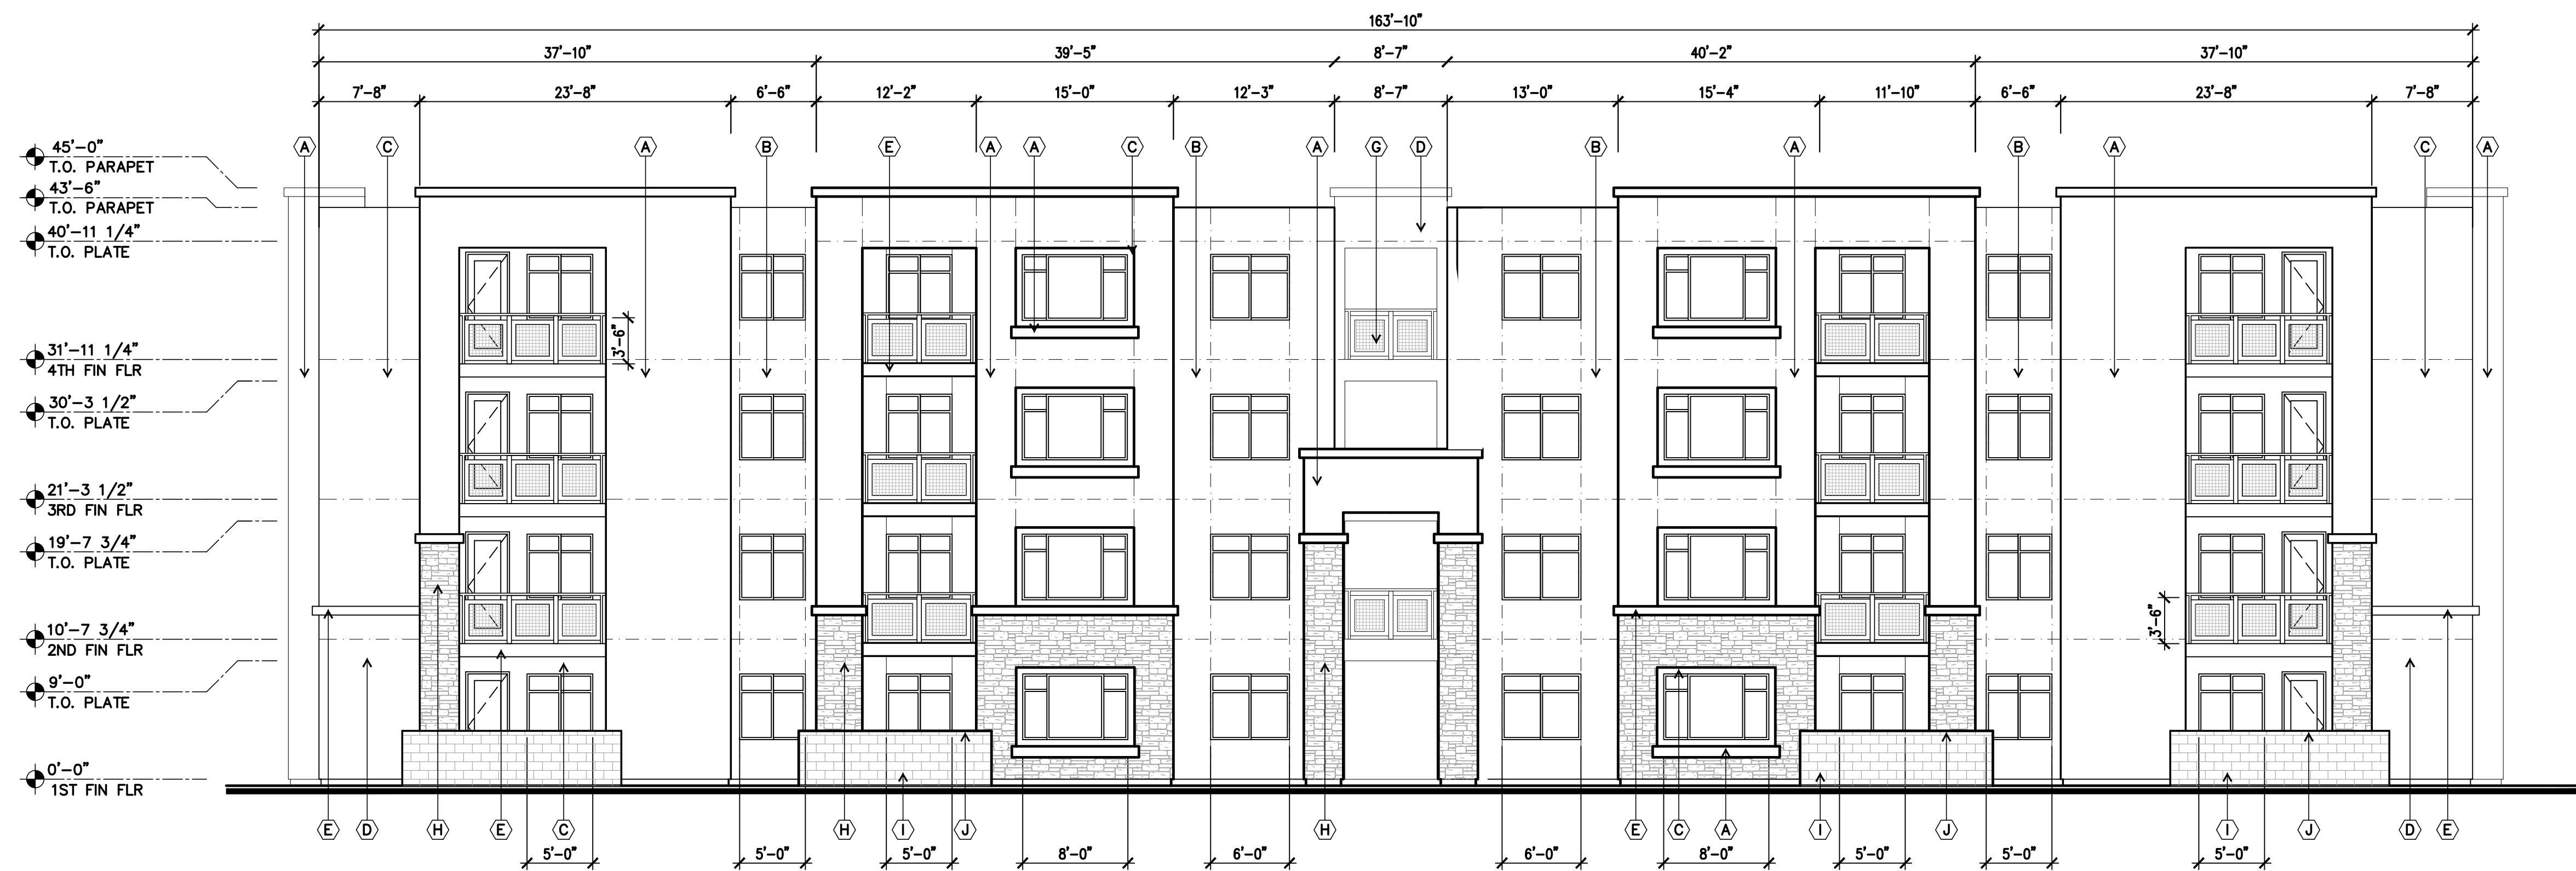 163'-10"
37'-10" 39'-5" 8'-7" 40'-2" 37'-10"
7'-8" 23'-8" 6'-6" 12'-2" 15'-0" 12'-3" 8'-7" 13'-0" 15'-4" 11'-10" 6'-6" 23'-8" 7'-8"
A C A B E A A C B A G D B A B A C A
45'-0"
T.O. PARAPET
43'-6"
T.O. PARAPET
40'-11 1/4"
T.O. PLATE
3'-6"
31'-11 1/4"
4TH FIN FLR
30'-3 1/2"
T.O. PLATE
21'-3 1/2"
3RD FIN FLR
19'-7 3/4"
T.O. PLATE
3'-6"
10'-7 3/4"
2ND FIN FLR
9'-0"
T.O. PLATE
0'-0"
1ST FIN FLR
E D H E C H I J H E C A I J I J D E
5'-0" 5'-0" 5'-0" 8'-0" 6'-0" 6'-0" 8'-0" 5'-0" 5'-0" 5'-0"